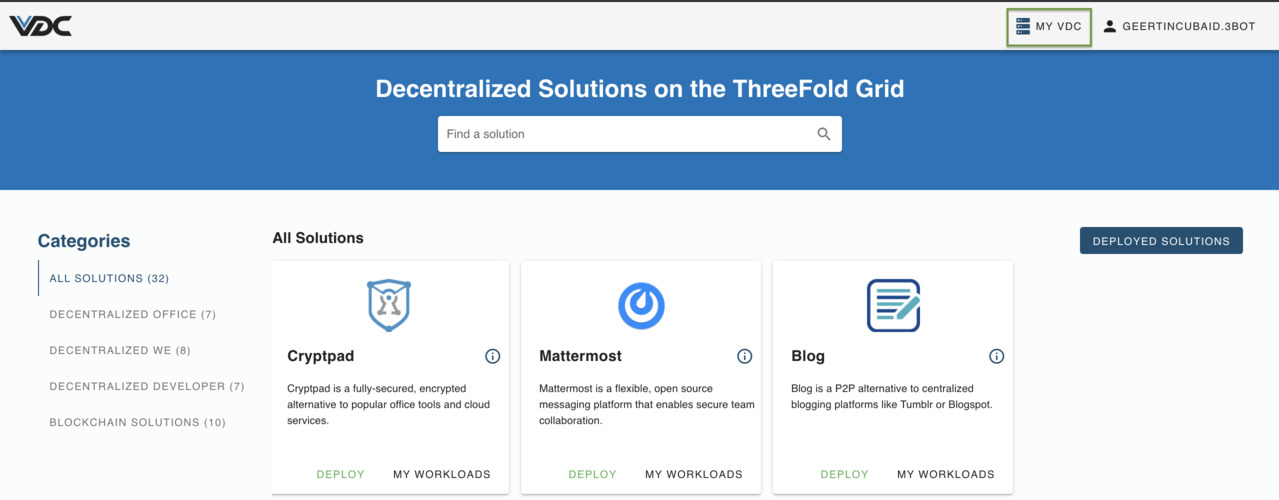 VDC
MY VDC
GEERTINCUBAID.3BOT
Decentralized Solutions on the ThreeFold Grid
Find a solution
Categories
ALL SOLUTIONS (32)
DECENTRALIZED OFFICE (7)
DECENTRALIZED WE (8)
DECENTRALIZED DEVELOPER (7)
BLOCKCHAIN SOLUTIONS (10)
All Solutions
DEPLOYED SOLUTIONS
Cryptpad
Cryptpad is a fully-secured, encrypted
alternative to popular office tools and cloud
services.
DEPLOY
MY WORKLOADS
Mattermost
Mattermost is a flexible, open source
messaging platform that enables secure team
collaboration.
DEPLOY
MY WORKLOADS
Blog
Blog is a P2P alternative to centralized
blogging platforms like Tumblr or Blogspot.
DEPLOY
MY WORKLOADS